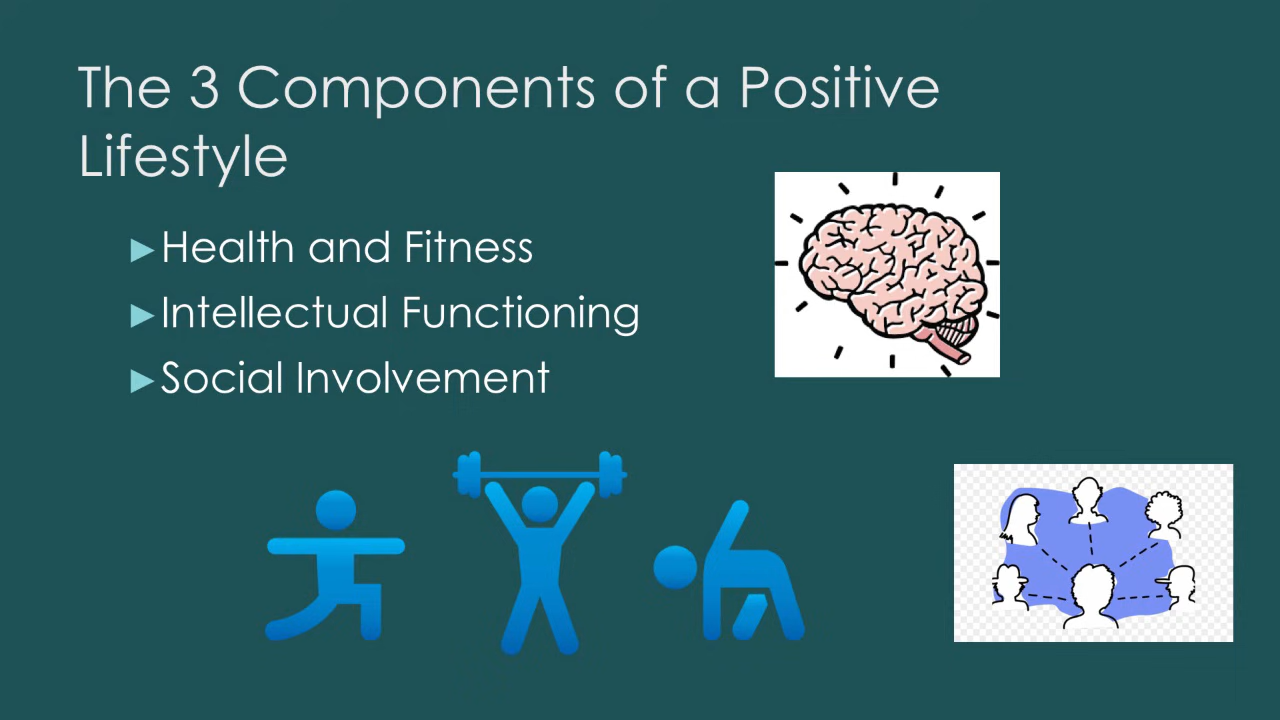 The 3 Components of a Positive
Lifestyle
►Health and Fitness
►Intellectual Functioning
►Social Involvement